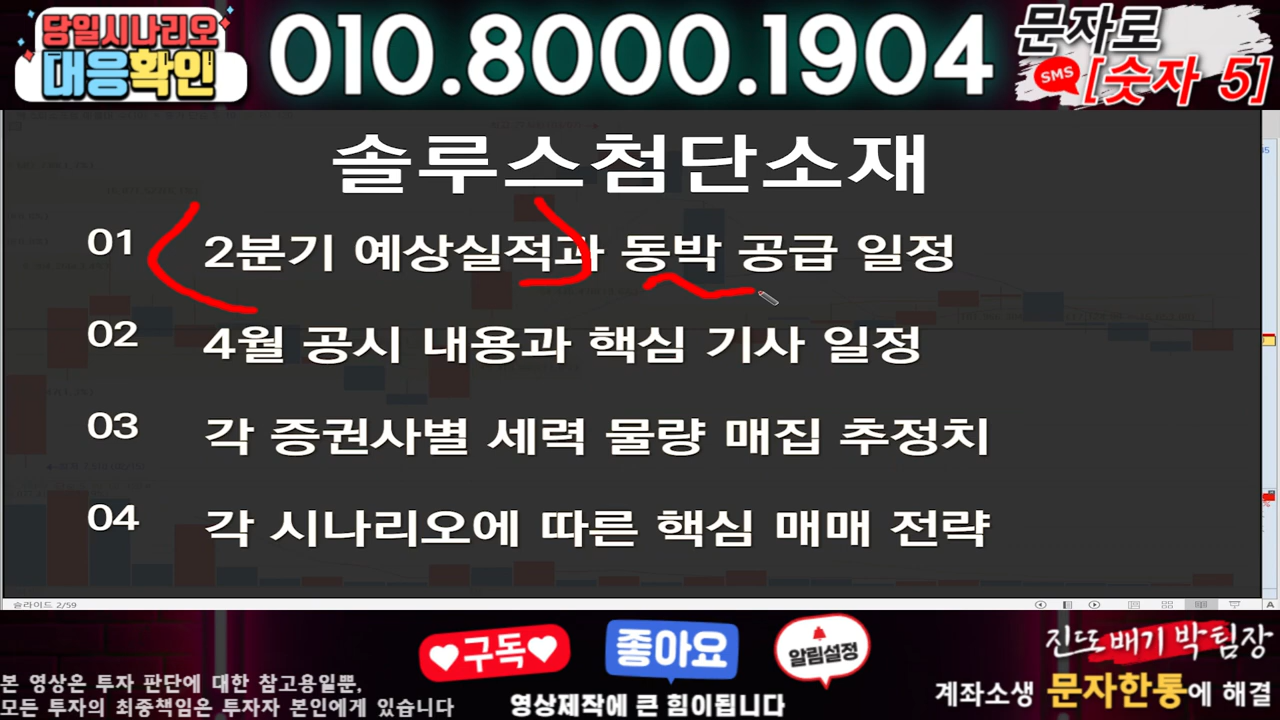 당일시나리오
대응확인
010.8000.1904
문자로
SMS
[숫자 5]
솔루스첨단소재
01 2분기 예상실적과 동박 공급 일정
02 4월 공시 내용과 핵심 기사 일정
03 각 증권사별 세력 물량 매집 추정치
04 각 시나리오에 따른 핵심 매매 전략
슬라이드 2/59
구독
좋아요
알림설정
진또배기 박팀장
본 영상은 투자 판단에 대한 참고용일뿐,
모든 투자의 최종책임은 투자자 본인에게 있습니다
영상제작에 큰 힘이됩니다
계좌소생 문자한통에 해결